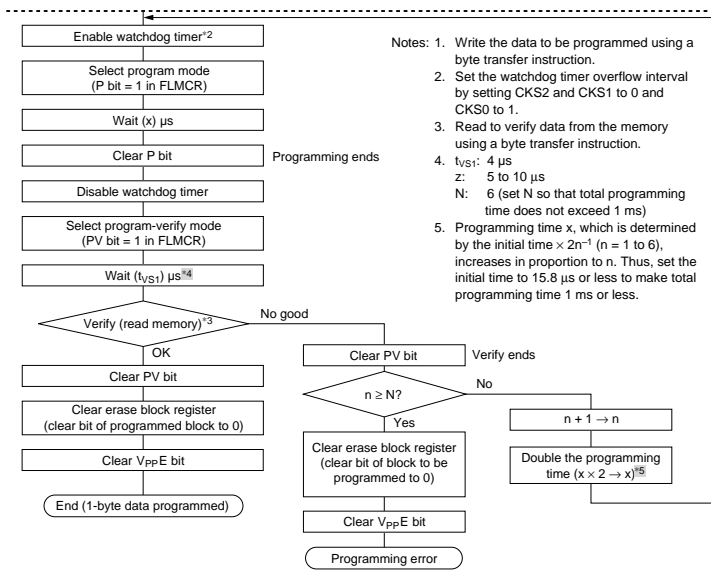 Enable watchdog timer*2
Select program mode
(P bit = 1 in FLMCR)
Wait (x) μs
Clear P bit
Programming ends
Disable watchdog timer
Select program-verify mode
(PV bit = 1 in FLMCR)
Wait (tVS1) μs*4
Verify (read memory)*3
No good
OK
Clear PV bit
Clear erase block register
(clear bit of programmed block to 0)
Clear VPPE bit
End (1-byte data programmed)
Clear PV bit
Verify ends
n ≥ N?
No
Yes
Clear erase block register
(clear bit of block to be
programmed to 0)
Clear VPPE bit
Programming error
n + 1 → n
Double the programming
time (x × 2 → x)*5
Notes: 1. Write the data to be programmed using a
byte transfer instruction.
2. Set the watchdog timer overflow interval
by setting CKS2 and CKS1 to 0 and
CKS0 to 1.
3. Read to verify data from the memory
using a byte transfer instruction.
4. tVS1: 4 μs
z: 5 to 10 μs
N: 6 (set N so that total programming
time does not exceed 1 ms)
5. Programming time x, which is determined
by the initial time × 2n–1 (n = 1 to 6),
increases in proportion to n. Thus, set the
initial time to 15.8 μs or less to make total
programming time 1 ms or less.